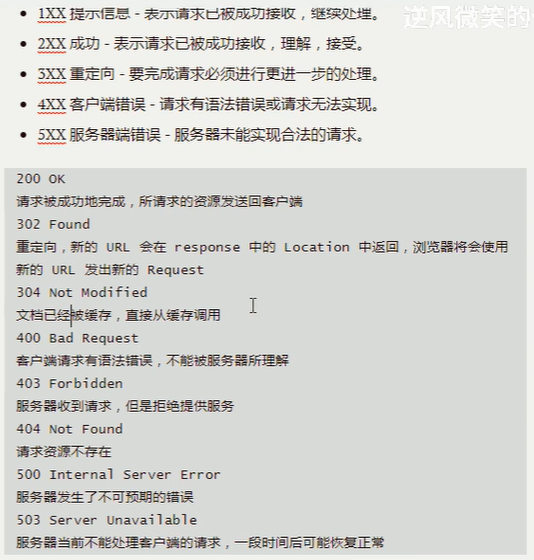 1XX 提示信息 - 表示请求已被成功接收，继续处理。
逆风微笑的
2XX 成功 - 表示请求已被成功接收，理解，接受。
3XX 重定向 - 要完成请求必须进行更进一步的处理。
4XX 客户端错误 - 请求有语法错误或请求无法实现。
5XX 服务器端错误 - 服务器未能实现合法的请求。
200 OK
请求被成功地完成，所请求的资源发送回客户端
302 Found
重定向，新的 URL 会在 response 中的 Location 中返回，浏览器将会使用
新的 URL 发出新的 Request
304 Not Modified
文档已经被缓存，直接从缓存调用
400 Bad Request
客户端请求有语法错误，不能被服务器所理解
403 Forbidden
服务器收到请求，但是拒绝提供服务
404 Not Found
请求资源不存在
500 Internal Server Error
服务器发生了不可预期的错误
503 Server Unavailable
服务器当前不能处理客户端的请求，一段时间后可能恢复正常